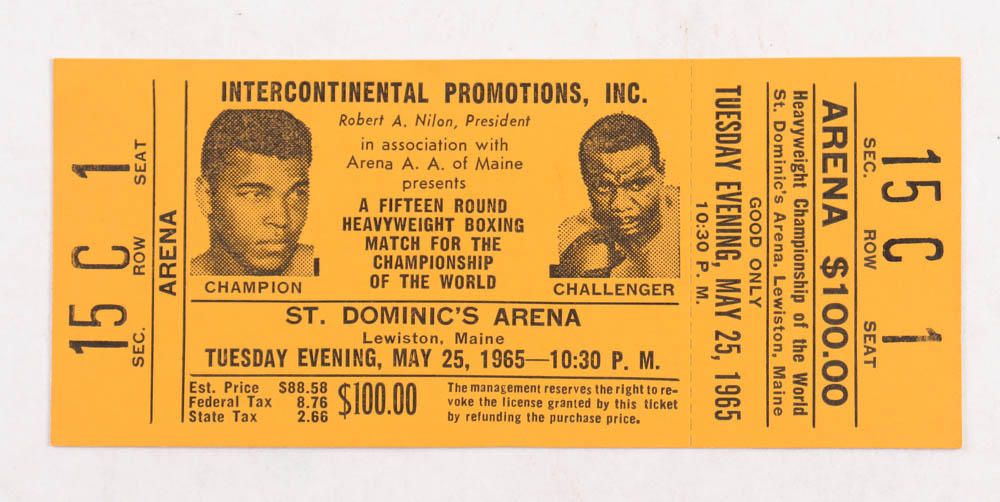 15 C 1
SEC. ROW SEAT
ARENA
INTERCONTINENTAL PROMOTIONS, INC.
Robert A. Nilon, President
in association with
Arena A. A. of Maine
presents
A FIFTEEN ROUND
HEAVYWEIGHT BOXING
MATCH FOR THE
CHAMPIONSHIP
OF THE WORLD
CHAMPION
CHALLENGER
ST. DOMINIC'S ARENA
Lewiston, Maine
TUESDAY EVENING, MAY 25, 1965—10:30 P. M.
Est. Price $88.58
Federal Tax 8.76
State Tax 2.66
$100.00
The management reserves the right to re-
voke the license granted by this ticket
by refunding the purchase price.
15 C 1
SEC. ROW SEAT
ARENA $100.00
Heavyweight Championship of the World
St. Dominic's Arena, Lewiston, Maine
GOOD ONLY
TUESDAY EVENING, MAY 25, 1965
10:30 P. M.